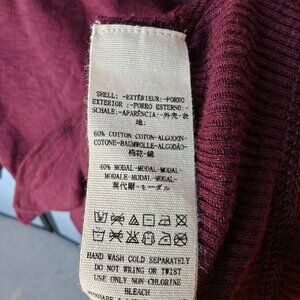 SHELL: -EXTÉRIEUR: -FORRO
EXTERIOR : -FORRO ESTERNO-
SCHALE: -APARÊNCIA: -外壳: -表
地:
60% COTTON COTON-ALGODON-
COTONE-BAUMWOLLE-ALGODÃO-
棉花-綿
40% MODAL-MODAL-MODAL-
MODALE-MODAL-MODAL-
莫代尔-モーダル
HAND WASH COLD SEPARATELY
DO NOT WRING OR TWIST
USE ONLY NON-CHLORINE
BLEACH